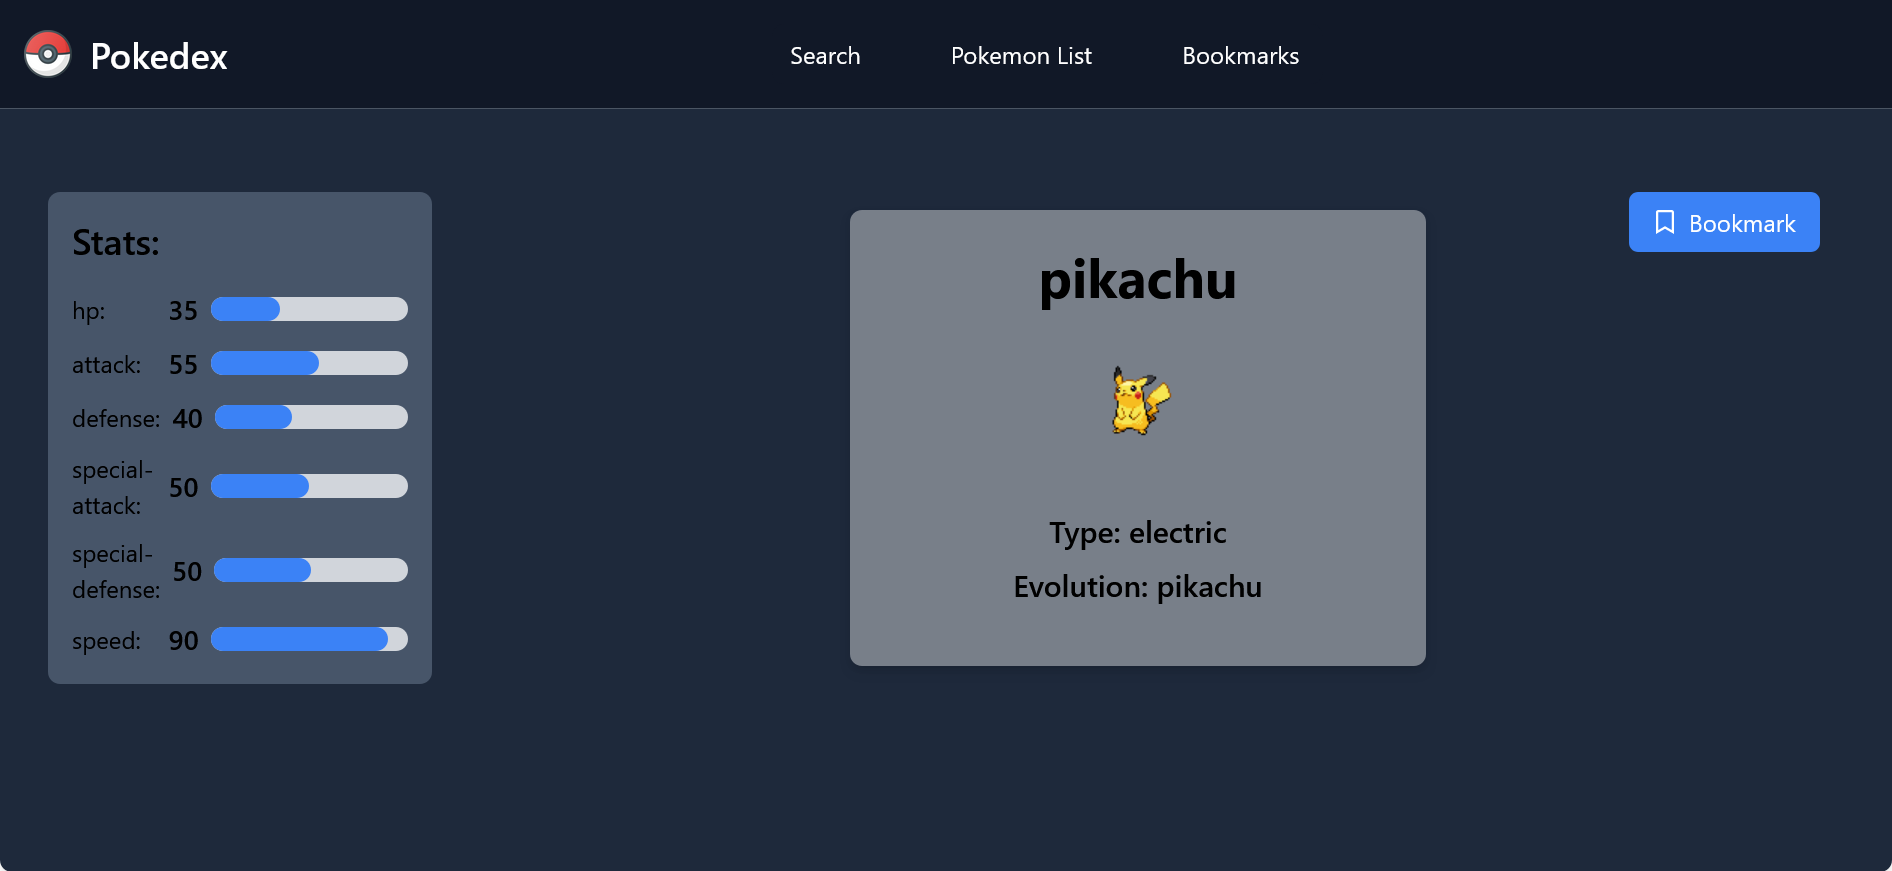 Pokedex
Search
Pokemon List
Bookmarks
Stats:
hp: 35
attack: 55
defense: 40
special-
attack: 50
special-
defense: 50
speed: 90
pikachu
Type: electric
Evolution: pikachu
Bookmark